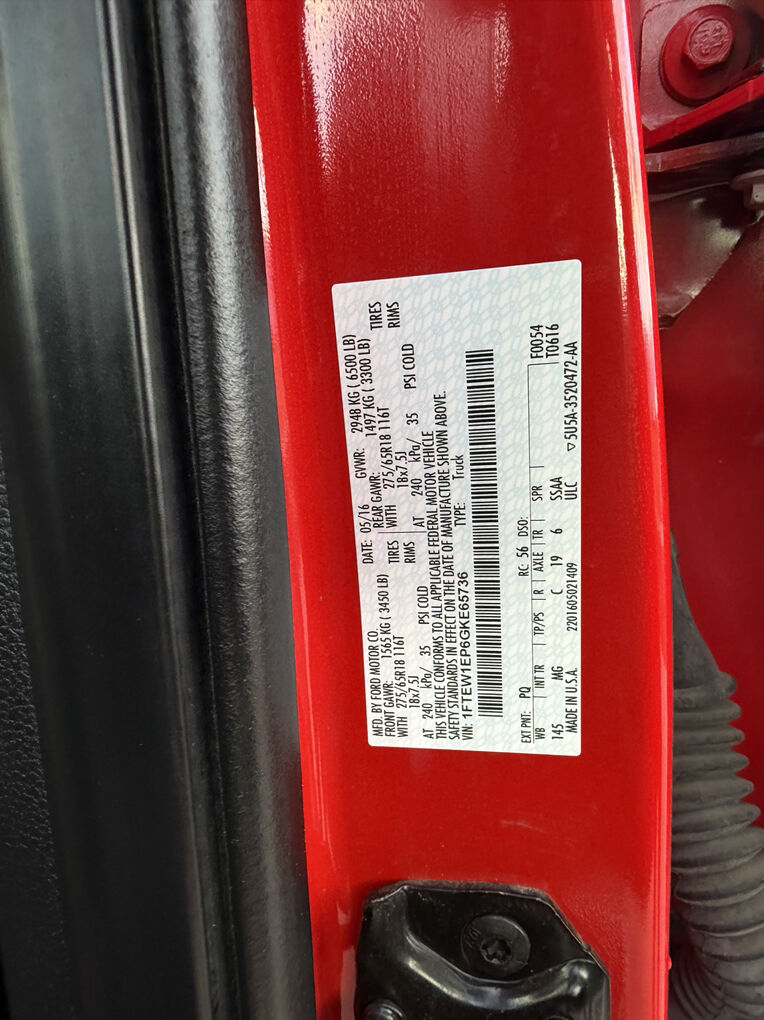 MFD. BY FORD MOTOR CO.
DATE: 05/16 GVWR: 2948 KG ( 6500 LB)
FRONT GAWR: 1565 KG ( 3450 LB) REAR GAWR: 1497 KG ( 3300 LB)
WITH 275/65R18 116T TIRES WITH 275/65R18 116T TIRES
18x7.5J RIMS 18x7.5J RIMS
AT 240 kPa/ 35 PSI COLD AT 240 kPa/ 35 PSI COLD
THIS VEHICLE CONFORMS TO ALL APPLICABLE FEDERAL MOTOR VEHICLE
SAFETY STANDARDS IN EFFECT ON THE DATE OF MANUFACTURE SHOWN ABOVE.
VIN: 1FTEW1EP6GKE65736 TYPE: Truck
EXT PNT: PQ RC: 56 DSO: F0054
WB INT TR TP/PS R AXLE TR SPR T0616
145 MG C 19 6 SSAA
ULC
MADE IN U.S.A. 2201605021409 ▽5U5A-3520472-AA